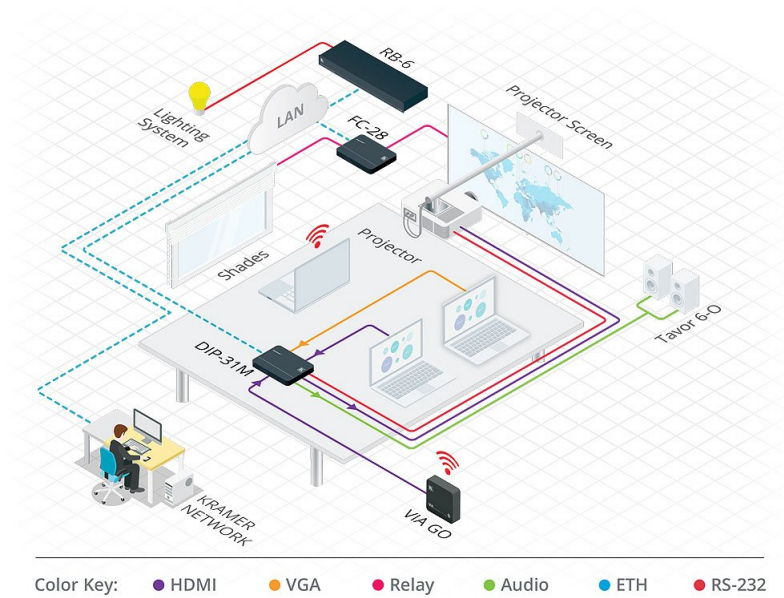 RB-6
Lighting
System
LAN
FC-28
Projector Screen
Shades
Projector
Tavor 6-O
DIP-31M
VIA GO
KRAMER
NETWORK
Color Key: HDMI VGA Relay Audio ETH RS-232